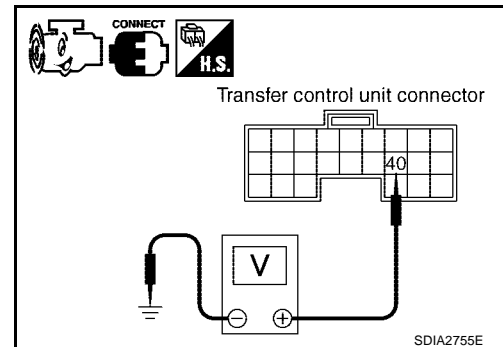 CONNECT
H.S.
Transfer control unit connector
40
V
SDIA2755E